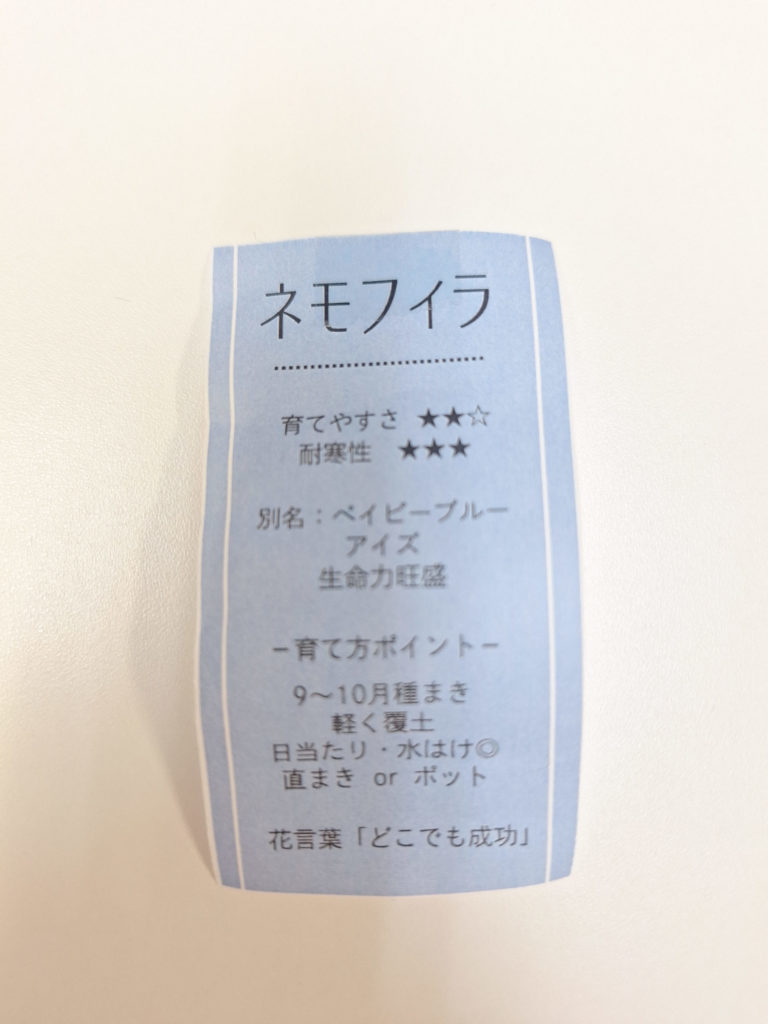 ネモフィラ
育てやすさ ★★☆
耐寒性 ★★★
別名：ベイビーブルー
アイズ
生命力旺盛
−育て方ポイント−
9〜10月種まき
軽く覆土
日当たり・水はけ◎
直まき or ポット
花言葉「どこでも成功」